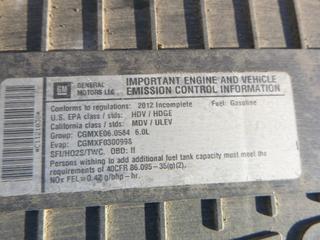 GM
GENERAL
MOTORS LLC
IMPORTANT ENGINE AND VEHICLE
EMISSION CONTROL INFORMATION
Conforms to regulations: 2012 Incomplete Fuel: Gasoline
U.S. EPA class / stds: HDV / HDGE
California class / stds: MDV / ULEV
Group: CGMXE06.0584 6.0L
Evap: CGMXF0300998
SFI/HO2S/TWC. OBD: II
Persons wishing to add additional fuel tank capacity must meet the
requirements of 40CFR 86.095-35(g)(2).
NOx FEL=0.42 g/bhp-hr.